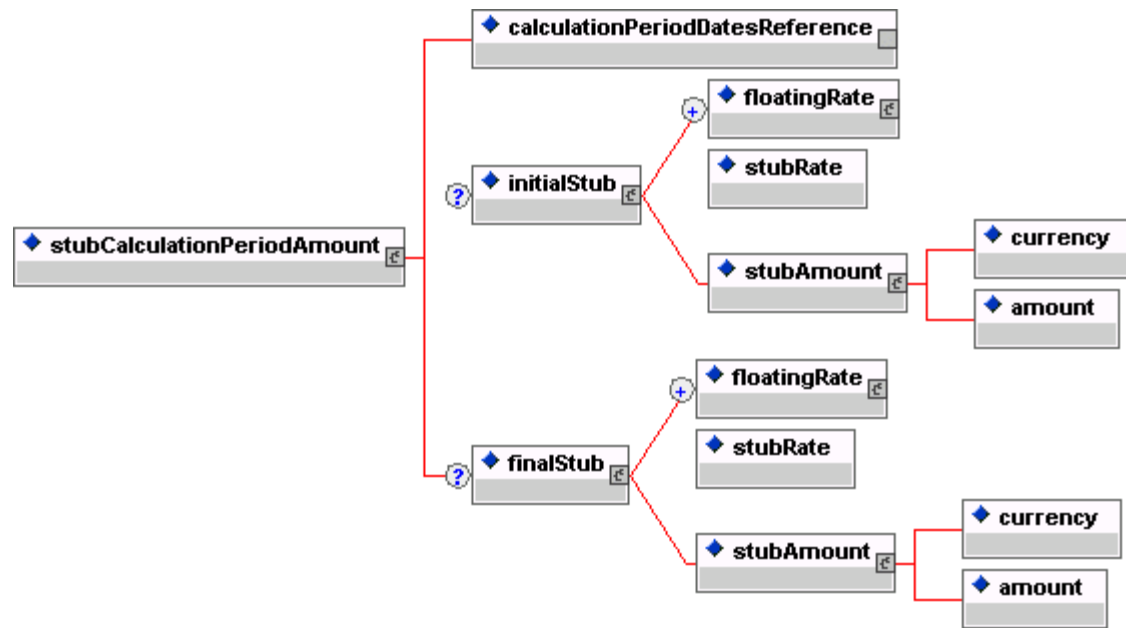 calculationPeriodDatesReference
floatingRate
+
initialStub
?
stubRate
stubCalculationPeriodAmount
stubAmount
currency
amount
floatingRate
+
finalStub
?
stubRate
stubAmount
currency
amount